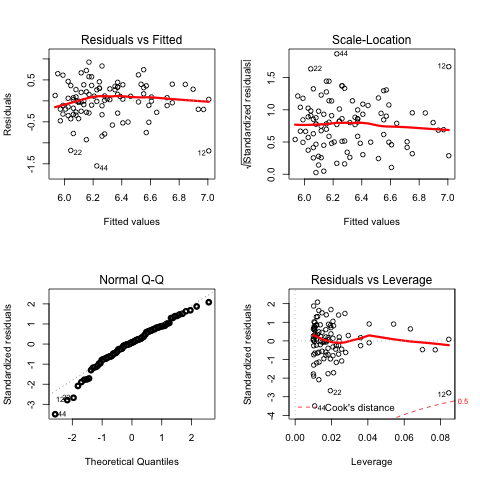 Residuals vs Fitted
Residuals
0.5
-0.5
-1.5
22
44
12
6.0 6.2 6.4 6.6 6.8 7.0
Fitted values
Scale-Location
√|Standardized residuals|
1.5
1.0
0.5
0.0
22
44
12
6.0 6.2 6.4 6.6 6.8 7.0
Fitted values
Normal Q-Q
Standardized residuals
2
1
0
-1
-2
-3
12
44
-2 -1 0 1 2
Theoretical Quantiles
Residuals vs Leverage
Standardized residuals
2
1
0
-1
-2
-3
-4
22
12
44
Cook's distance
0.5
0.00 0.02 0.04 0.06 0.08
Leverage